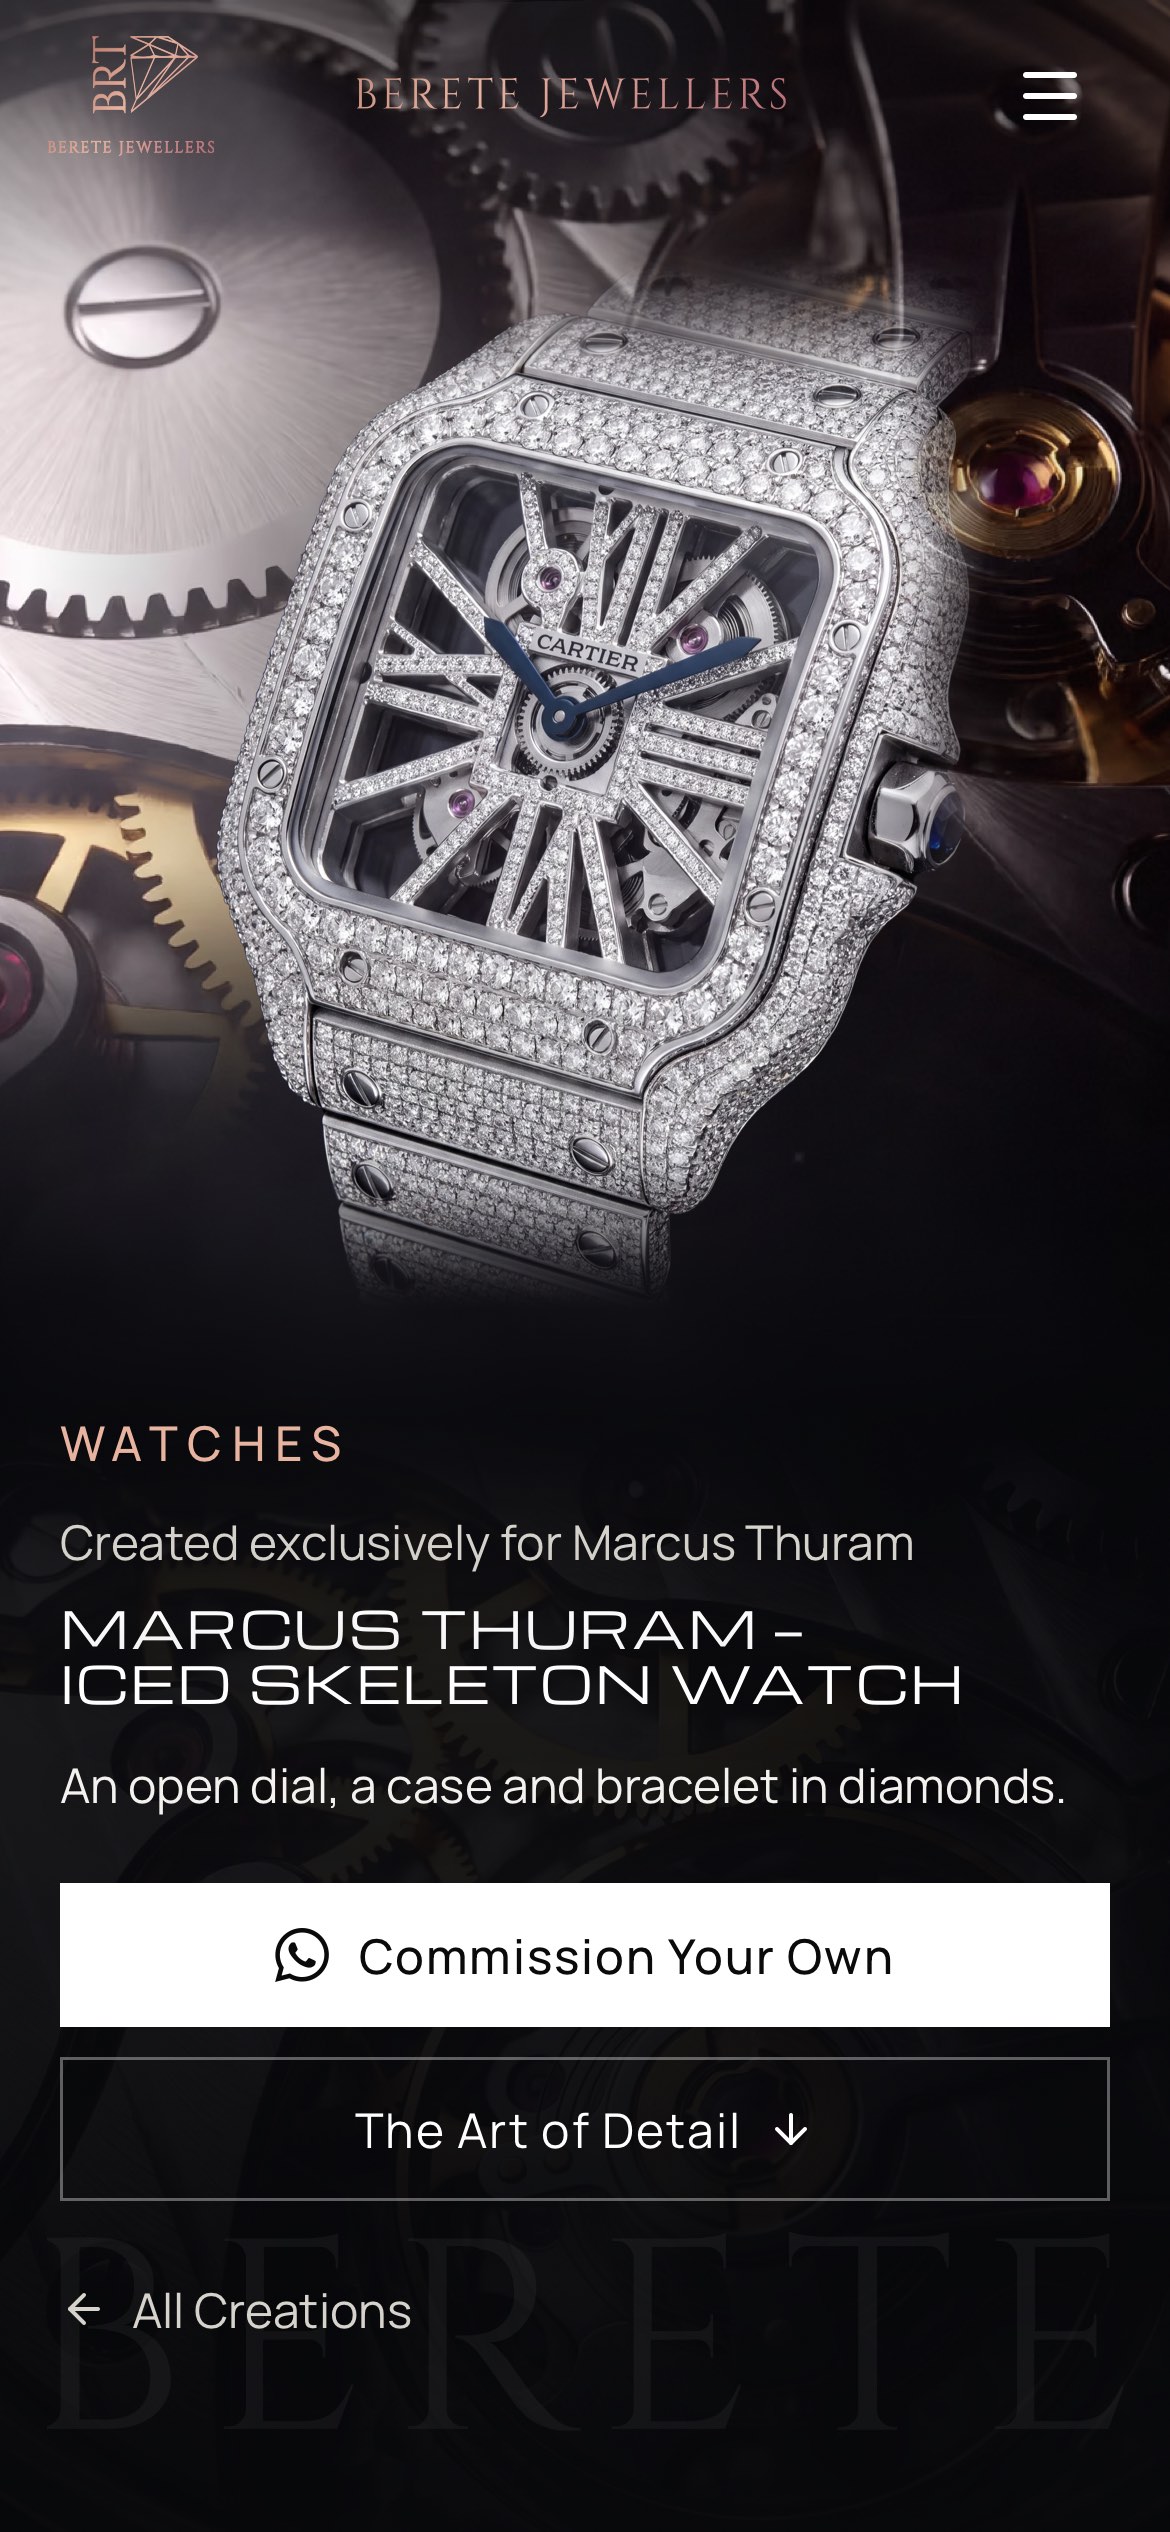 BRT
BERETE JEWELLERS
BERETE JEWELLERS
CARTIER
WATCHES
Created exclusively for Marcus Thuram
MARCUS THURAM –
ICED SKELETON WATCH
An open dial, a case and bracelet in diamonds.
Commission Your Own
The Art of Detail ↓
BERETE
← All Creations